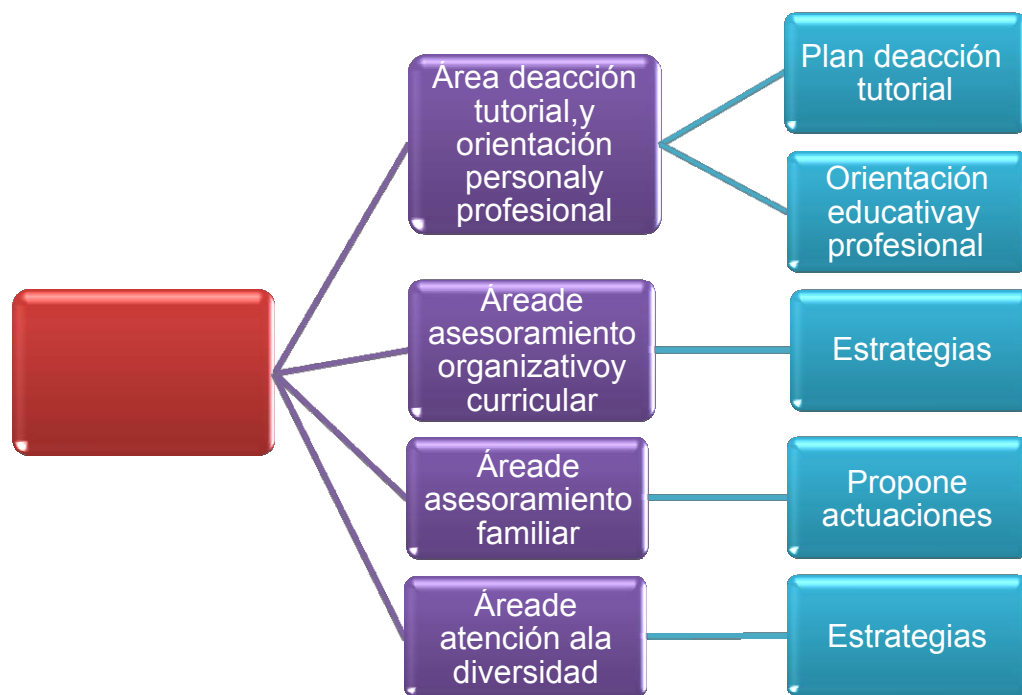 Área deacción
tutorial,y
orientación
personaly
profesional
Plan deacción
tutorial
Orientación
educativay
profesional
Áreade
asesoramiento
organizativoy
curricular
Estrategias
Áreade
asesoramiento
familiar
Propone
actuaciones
Áreade
atención ala
diversidad
Estrategias